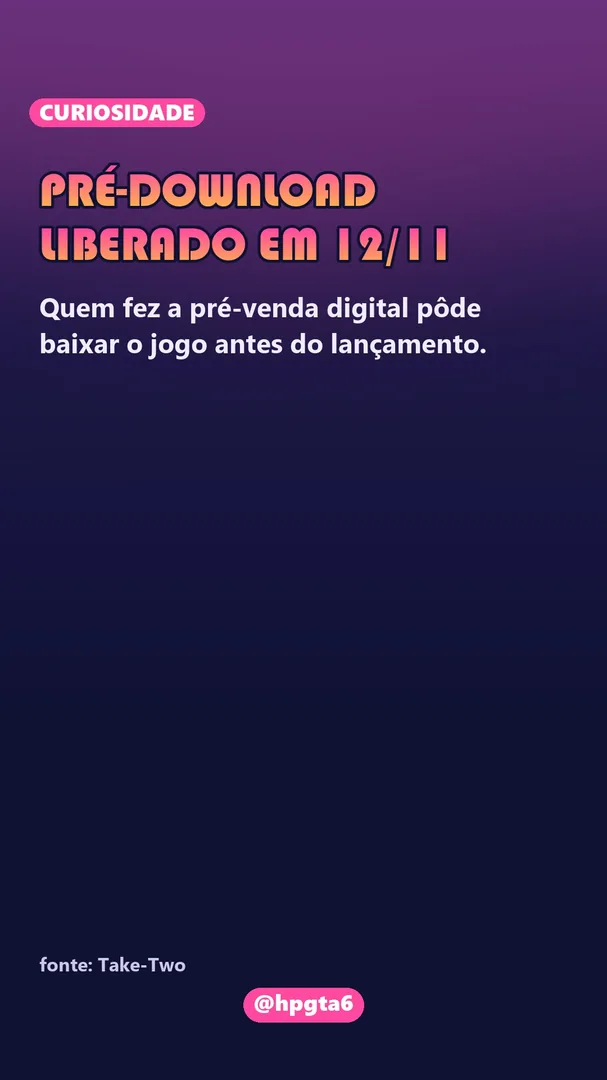 CURIOSIDADE
PRÉ-DOWNLOAD
LIBERADO EM 12/11
Quem fez a pré-venda digital pôde
baixar o jogo antes do lançamento.
fonte: Take-Two
@hpgta6